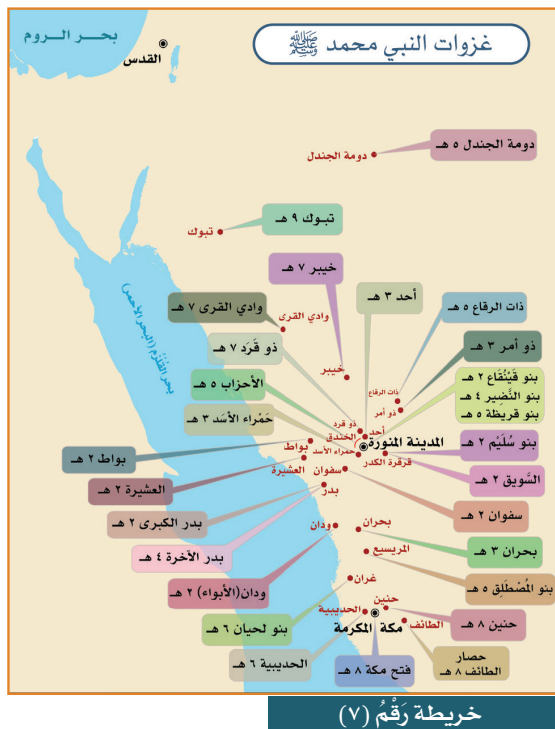 غزوات النبي محمد ﷺ
بحر الروم
القدس
دومة الجندل ٥ هـ
دومة الجندل
تبوك ٩ هـ
تبوك
خيبر ٧ هـ
أحد ٣ هـ
ذات الرقاع ٥ هـ
وادي القرى ٧ هـ
وادي القرى
ذو أمر ٣ هـ
ذو قَرَد ٧ هـ
خيبر
بنو قَيْنُقاع ٢ هـ
بنو النَّضِير ٤ هـ
بنو قريظة ٥ هـ
الأحزاب ٥ هـ
ذات الرقاع
ذو أمر
حَمْراء الأسَد ٣ هـ
ذو قرد
أحد
الخندق
المدينة المنورة
بنو سُلَيْم ٢ هـ
بواط
حمراء الأسد
قرقرة الكدر
بواط ٢ هـ
العشيرة
سفوان
السَّويق ٢ هـ
العشيرة ٢ هـ
بدر
سفوان ٢ هـ
بدر الكبرى ٢ هـ
ودان
بحران
بحران ٣ هـ
بدر الآخرة ٤ هـ
المريسيع
ودان(الأبواء) ٢ هـ
غران
بنو المُصْطَلِق ٥ هـ
بنو لحيان ٦ هـ
الحديبية
حنين
حنين ٨ هـ
مكة المكرمة
الطائف
الحديبية ٦ هـ
فتح مكة ٨ هـ
حصار
الطائف ٨ هـ
بحر القُلْزُم (البحر الأحمر)
خريطة رَقْمُ (٧)